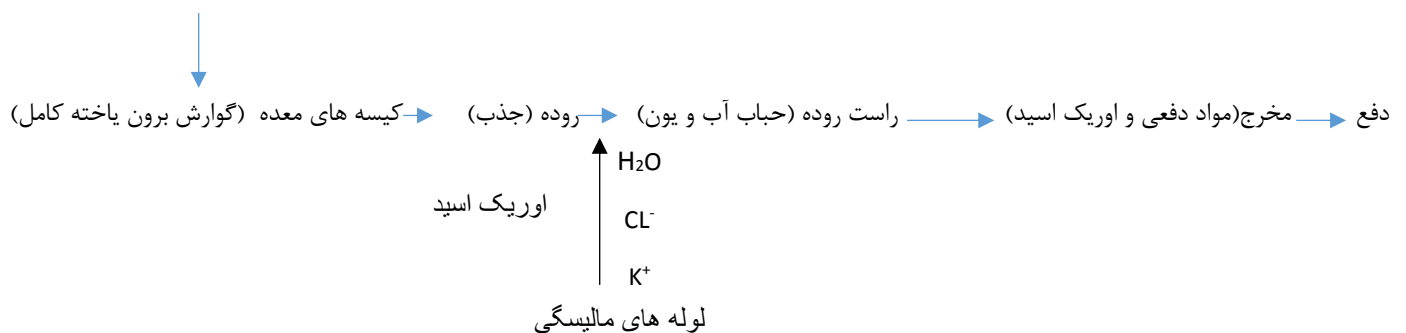 کیسه های معده (گوارش برون یاخته کامل)
روده (جذب)
راست روده (حباب آب و یون)
مخرج(مواد دفعی و اوریک اسید)
دفع
H₂O
اوریک اسید
CL⁻
K⁺
لوله های مالیسگی